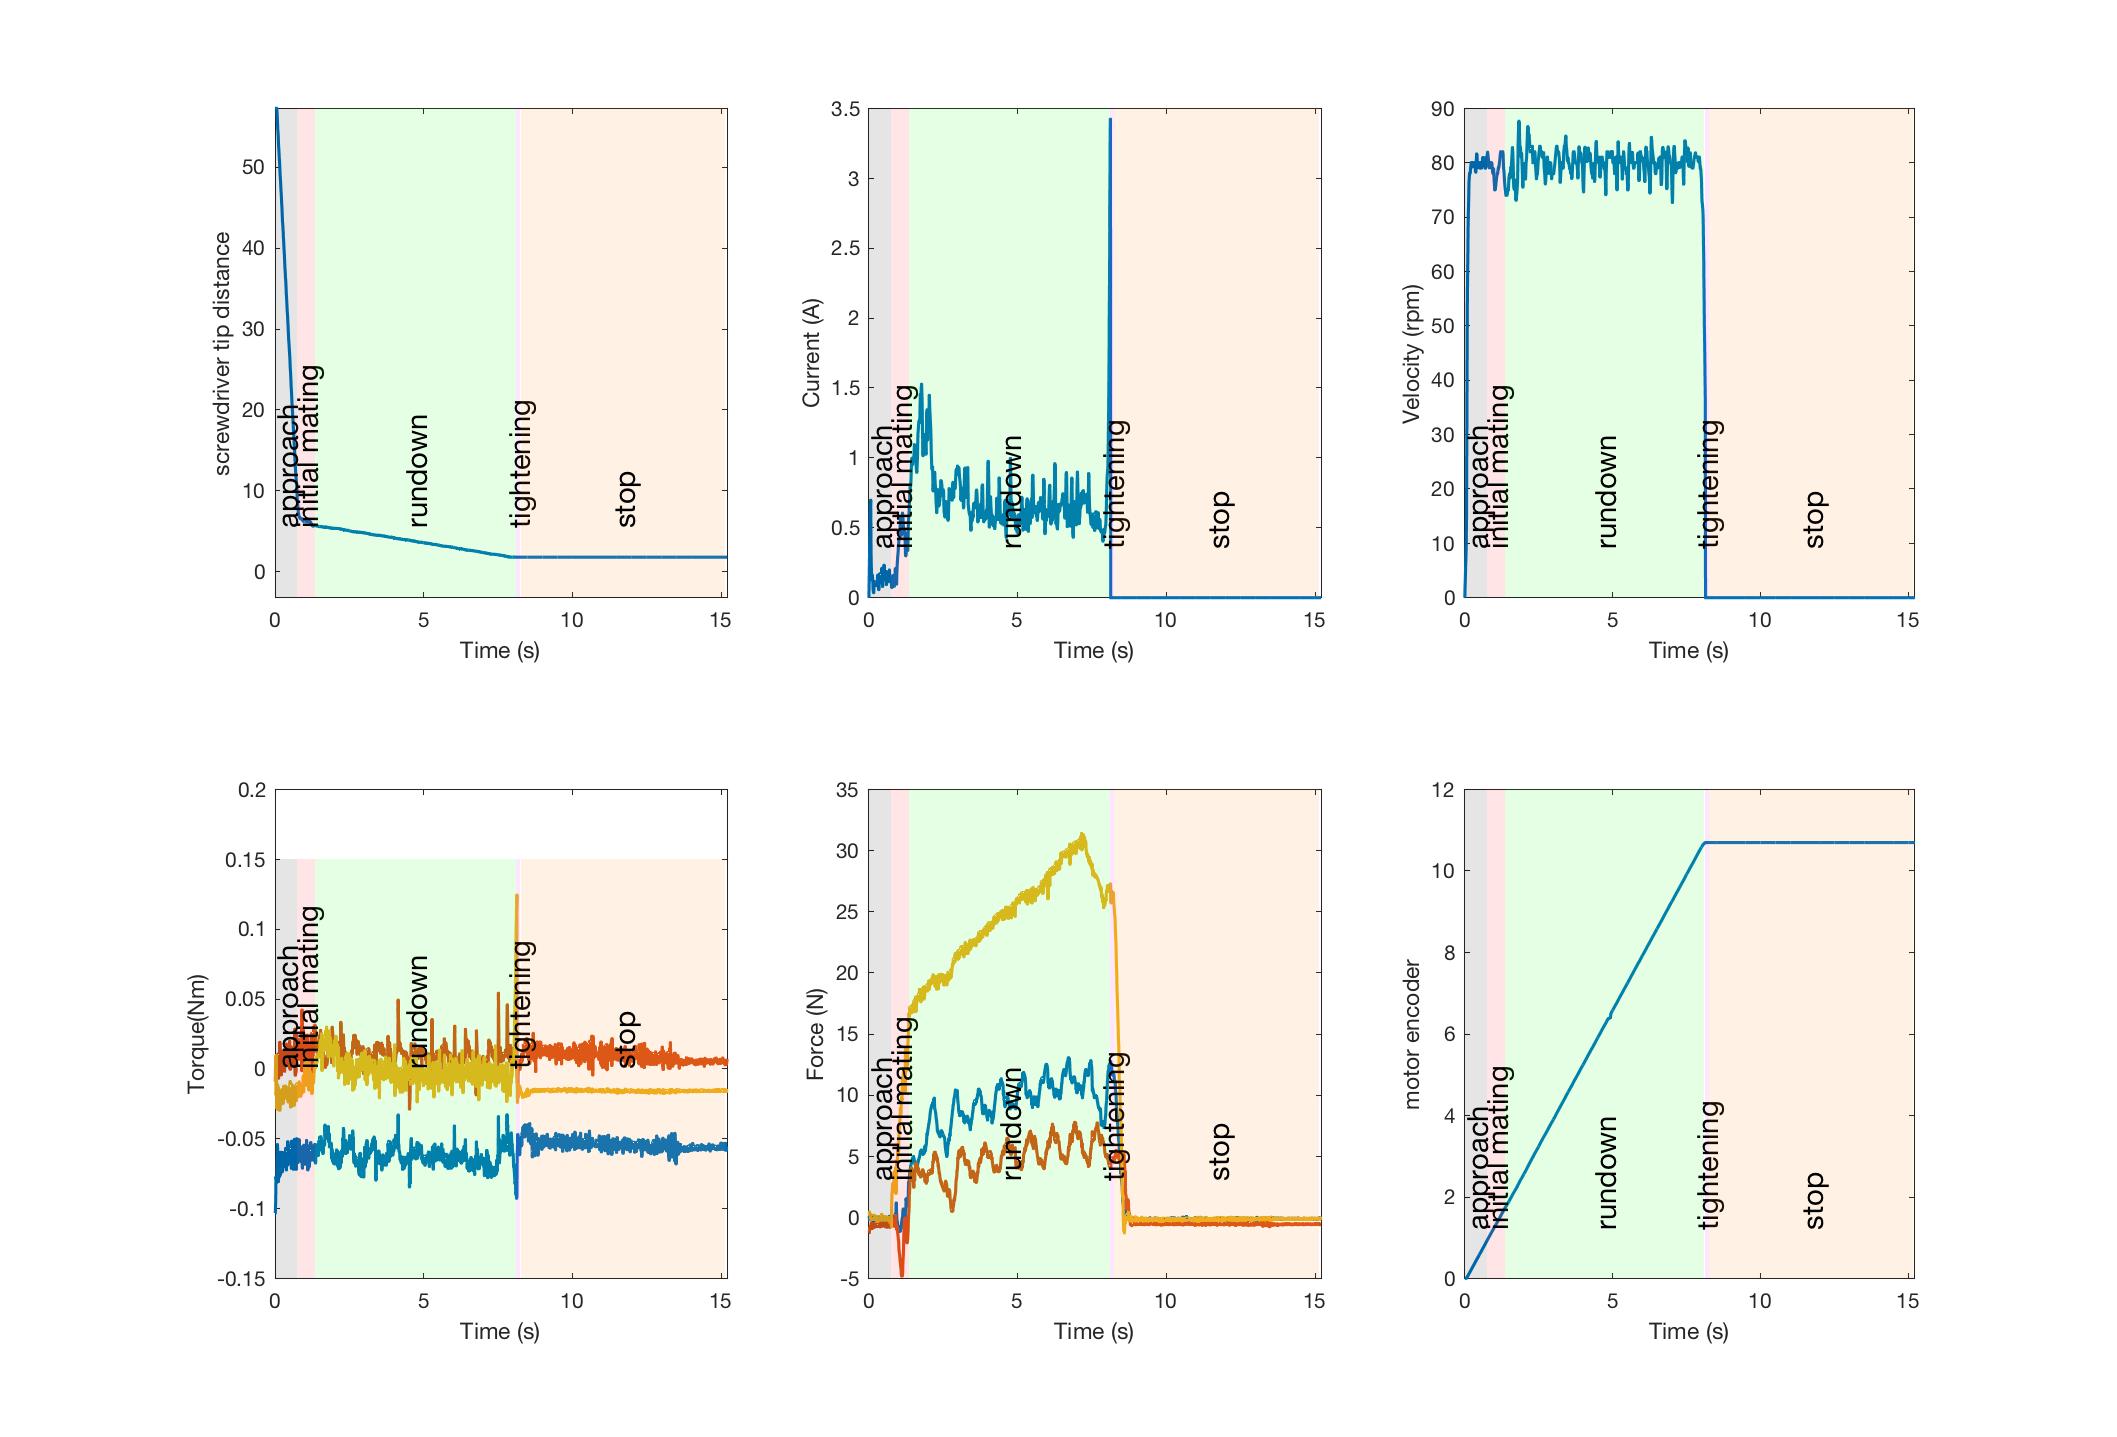 50
40
30
20
10
0
screwdriver tip distance
approach
initial mating
rundown
tightening
stop
0 5 10 15
Time (s)
3.5
3
2.5
2
1.5
1
0.5
0
Current (A)
approach
initial mating
rundown
tightening
stop
0 5 10 15
Time (s)
90
80
70
60
50
40
30
20
10
0
Velocity (rpm)
approach
initial mating
rundown
tightening
stop
0 5 10 15
Time (s)
0.2
0.15
0.1
0.05
0
-0.05
-0.1
-0.15
Torque(Nm)
approach
initial mating
rundown
tightening
stop
0 5 10 15
Time (s)
35
30
25
20
15
10
5
0
-5
Force (N)
approach
initial mating
rundown
tightening
stop
0 5 10 15
Time (s)
12
10
8
6
4
2
0
motor encoder
approach
initial mating
rundown
tightening
stop
0 5 10 15
Time (s)